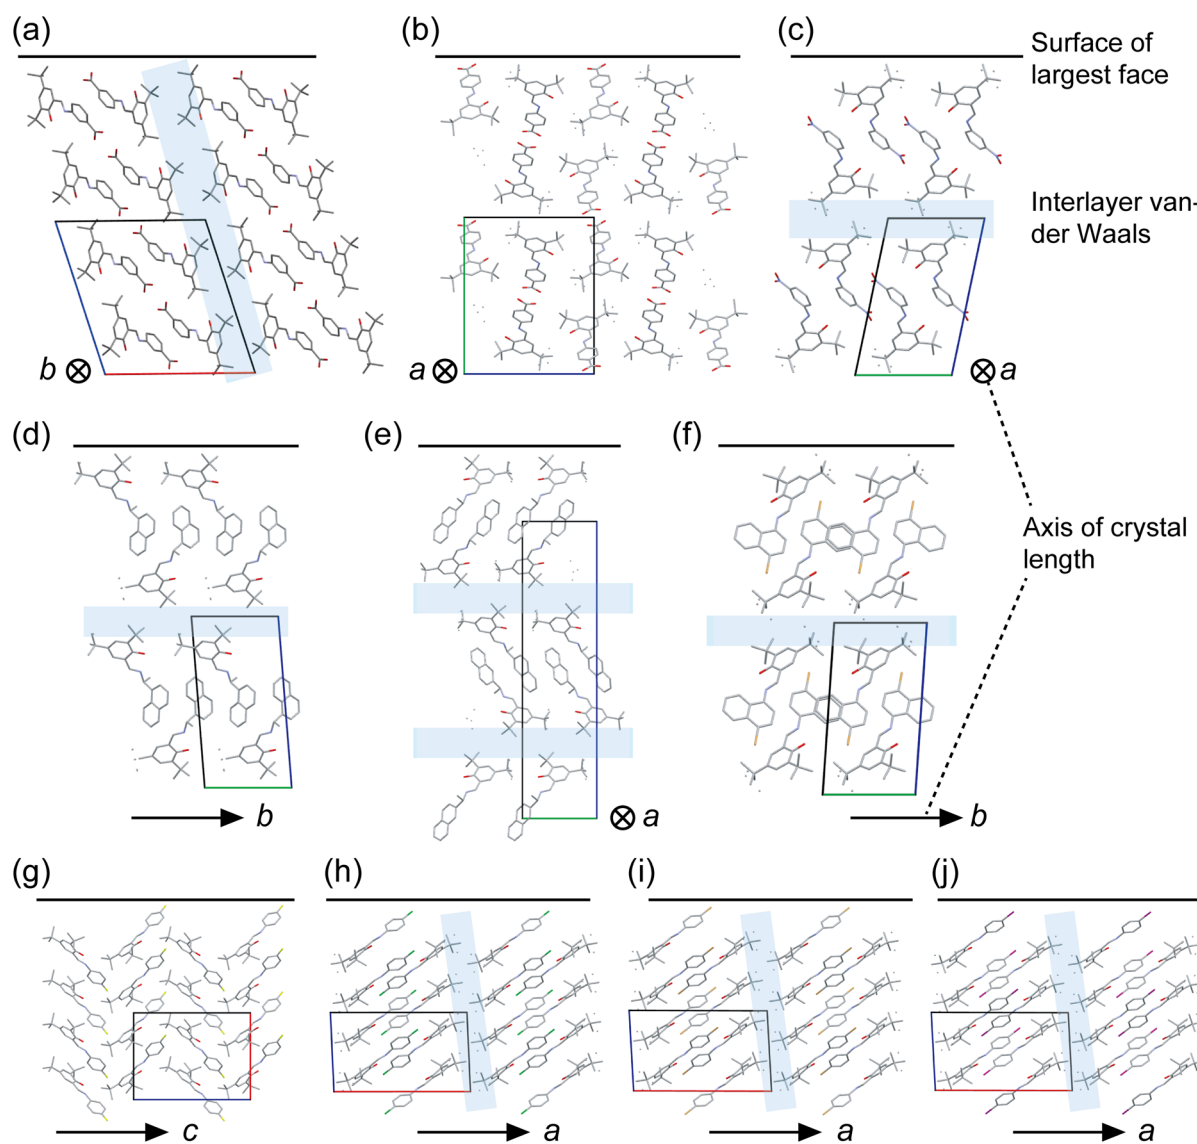 (a)
(b)
(c)
Surface of
largest face
Interlayer van-
der Waals
b
a
a
(d)
(e)
(f)
Axis of crystal
length
b
a
b
(g)
(h)
(i)
(j)
c
a
a
a